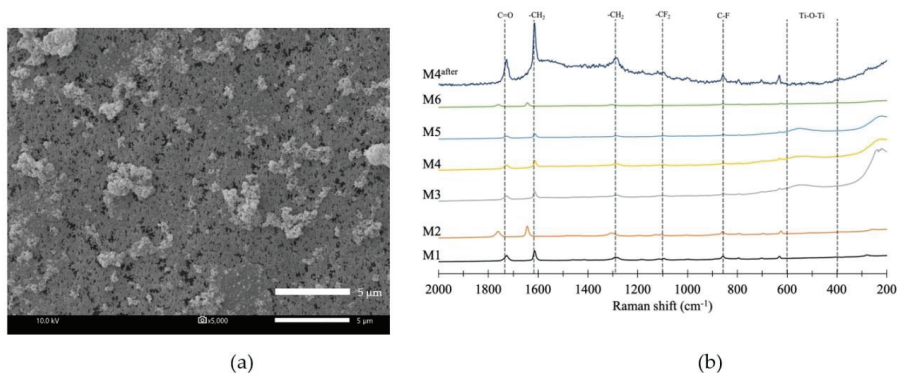 5 µm
10.0 kV x5,000 5 µm
(a)
C=O -CH₂ -CH₂ -CF₂ C-F Ti-O-Ti
M4ᵃᶠᵗᵉʳ
M6
M5
M4
M3
M2
M1
2000 1800 1600 1400 1200 1000 800 600 400 200
Raman shift (cm⁻¹)
(b)